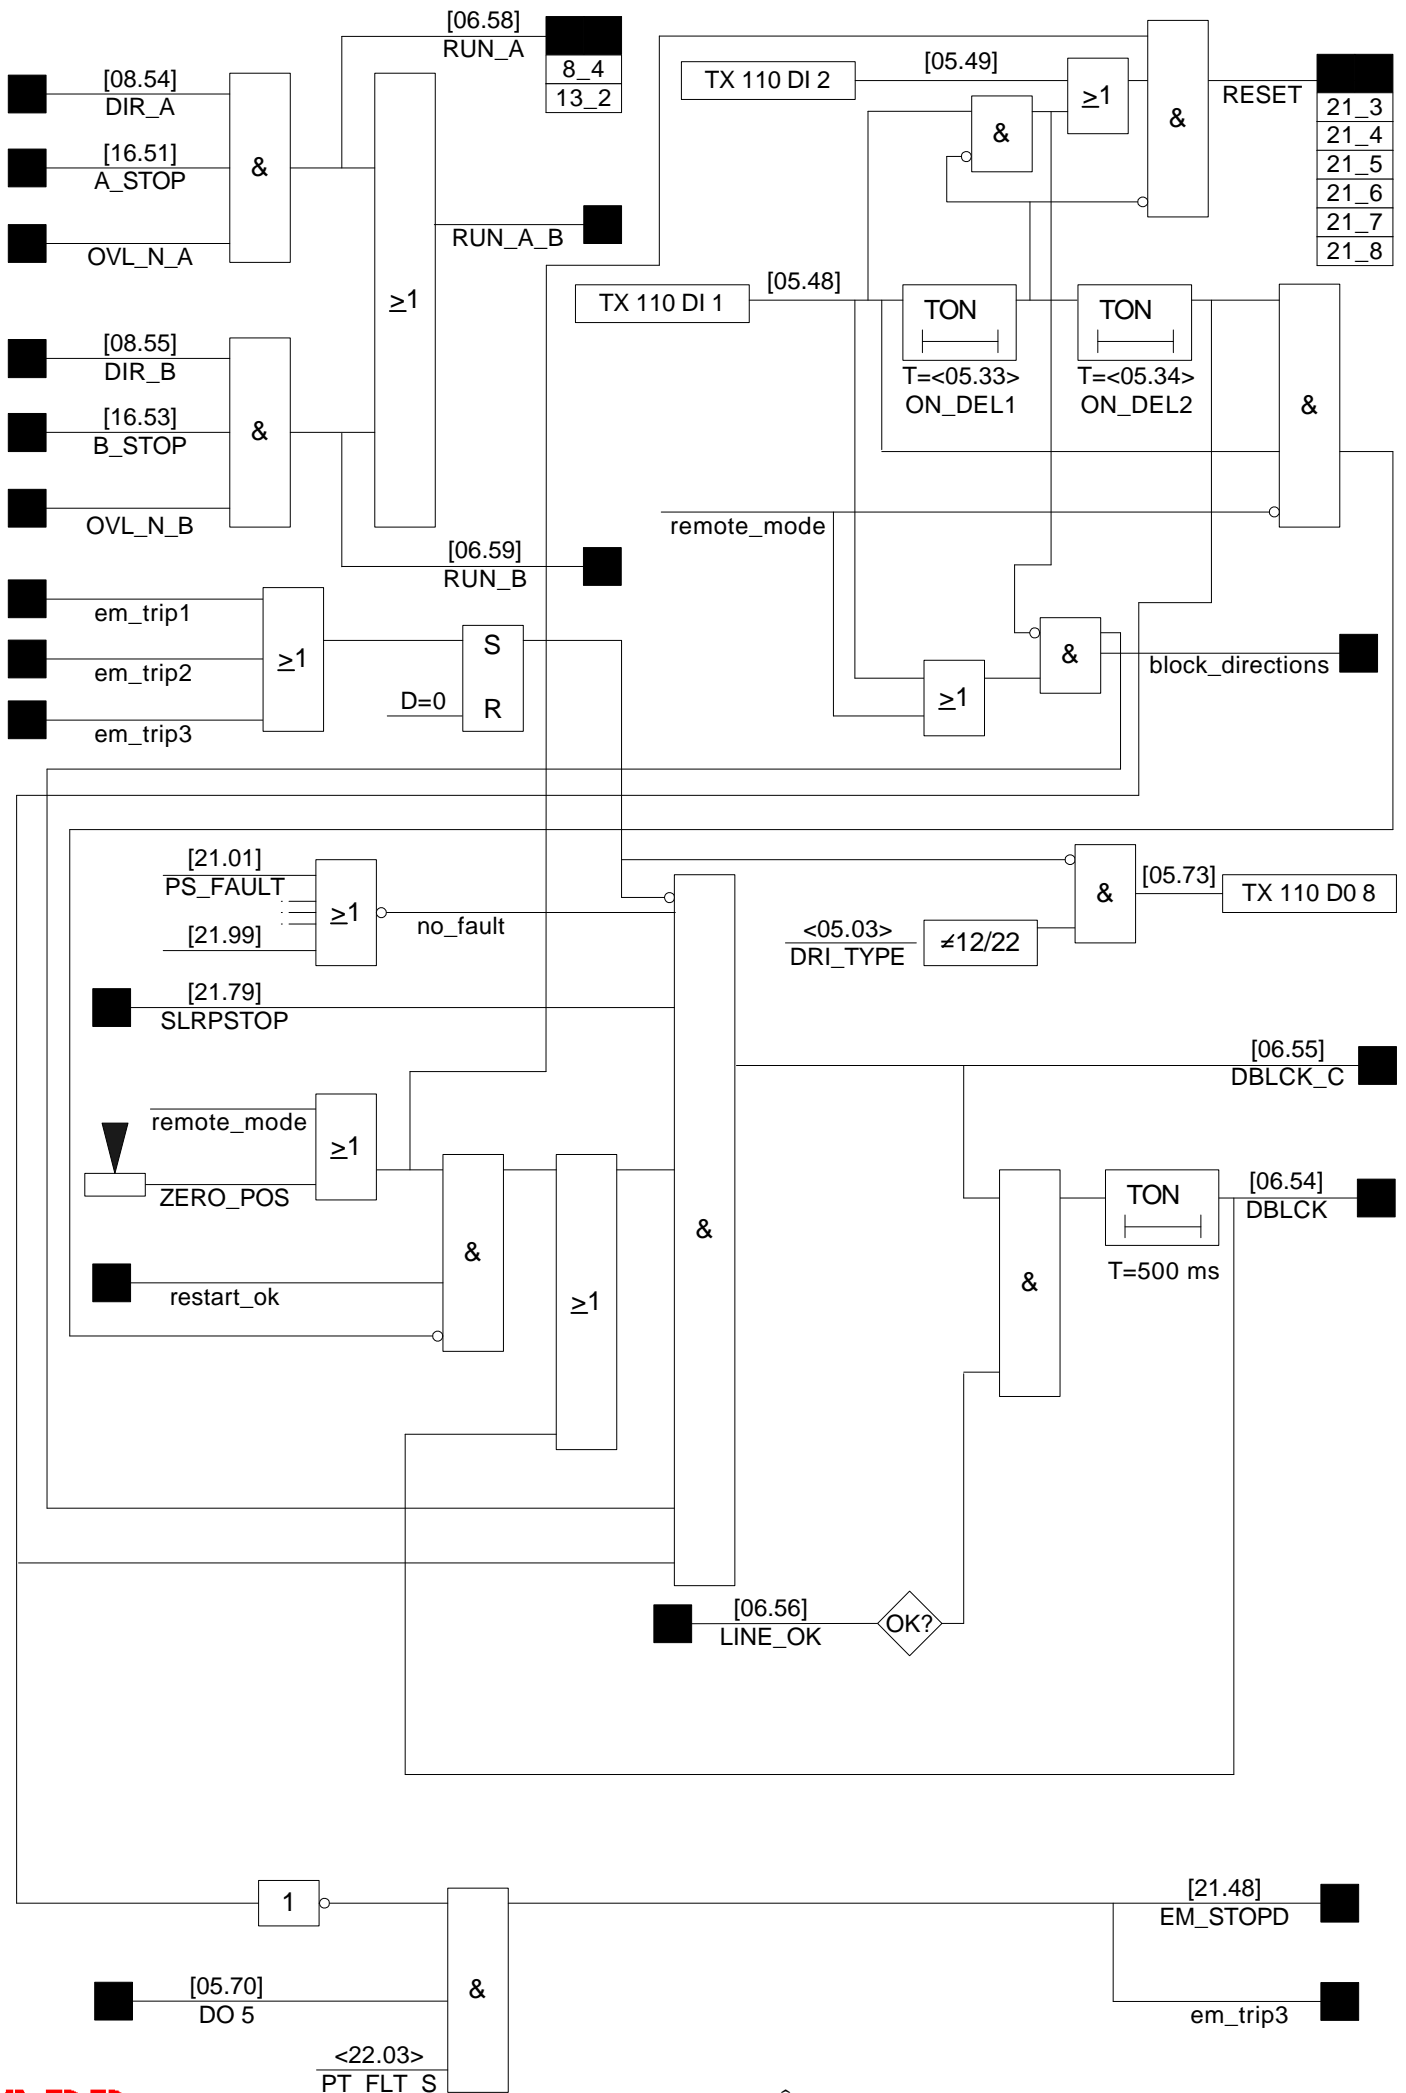 [06.58]
RUN_A
8_4
13_2
[08.54]
DIR_A
&
[16.51]
A_STOP
OVL_N_A
≥1
RUN_A_B
[08.55]
DIR_B
&
[16.53]
B_STOP
OVL_N_B
[06.59]
RUN_B
TX 110 DI 2
[05.49]
≥1
&
&
RESET
21_3
21_4
21_5
21_6
21_7
21_8
TX 110 DI 1
[05.48]
TON
T=<05.33>
ON_DEL1
TON
T=<05.34>
ON_DEL2
&
remote_mode
em_trip1
em_trip2
em_trip3
≥1
S
D=0
R
≥1
&
block_directions
[21.01]
PS_FAULT
[21.99]
≥1
no_fault
<05.03>
DRI_TYPE
≠12/22
&
[05.73]
TX 110 D0 8
[21.79]
SLRPSTOP
[06.55]
DBLCK_C
remote_mode
ZERO_POS
≥1
&
restart_ok
≥1
&
&
TON
T=500 ms
[06.54]
DBLCK
[06.56]
LINE_OK
OK?
1
[21.48]
EM_STOPD
[05.70]
DO 5
&
em_trip3
<22.03>
PT_FLT_S